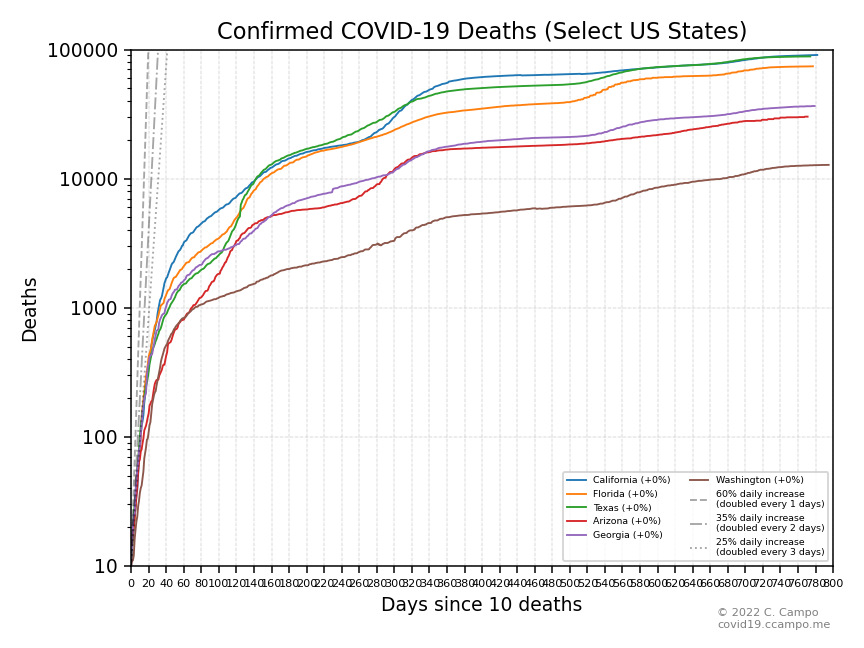 Confirmed COVID-19 Deaths (Select US States)
100000
10000
1000
100
10
Deaths
0 20 40 60 80 100 120 140 160 180 200 220 240 260 280 300 320 340 360 380 400 420 440 460 480 500 520 540 560 580 600 620 640 660 680 700 720 740 760 780 800
Days since 10 deaths
California (+0%)
Florida (+0%)
Texas (+0%)
Arizona (+0%)
Georgia (+0%)
Washington (+0%)
60% daily increase
(doubled every 1 days)
35% daily increase
(doubled every 2 days)
25% daily increase
(doubled every 3 days)
© 2022 C. Campo
covid19.ccampo.me